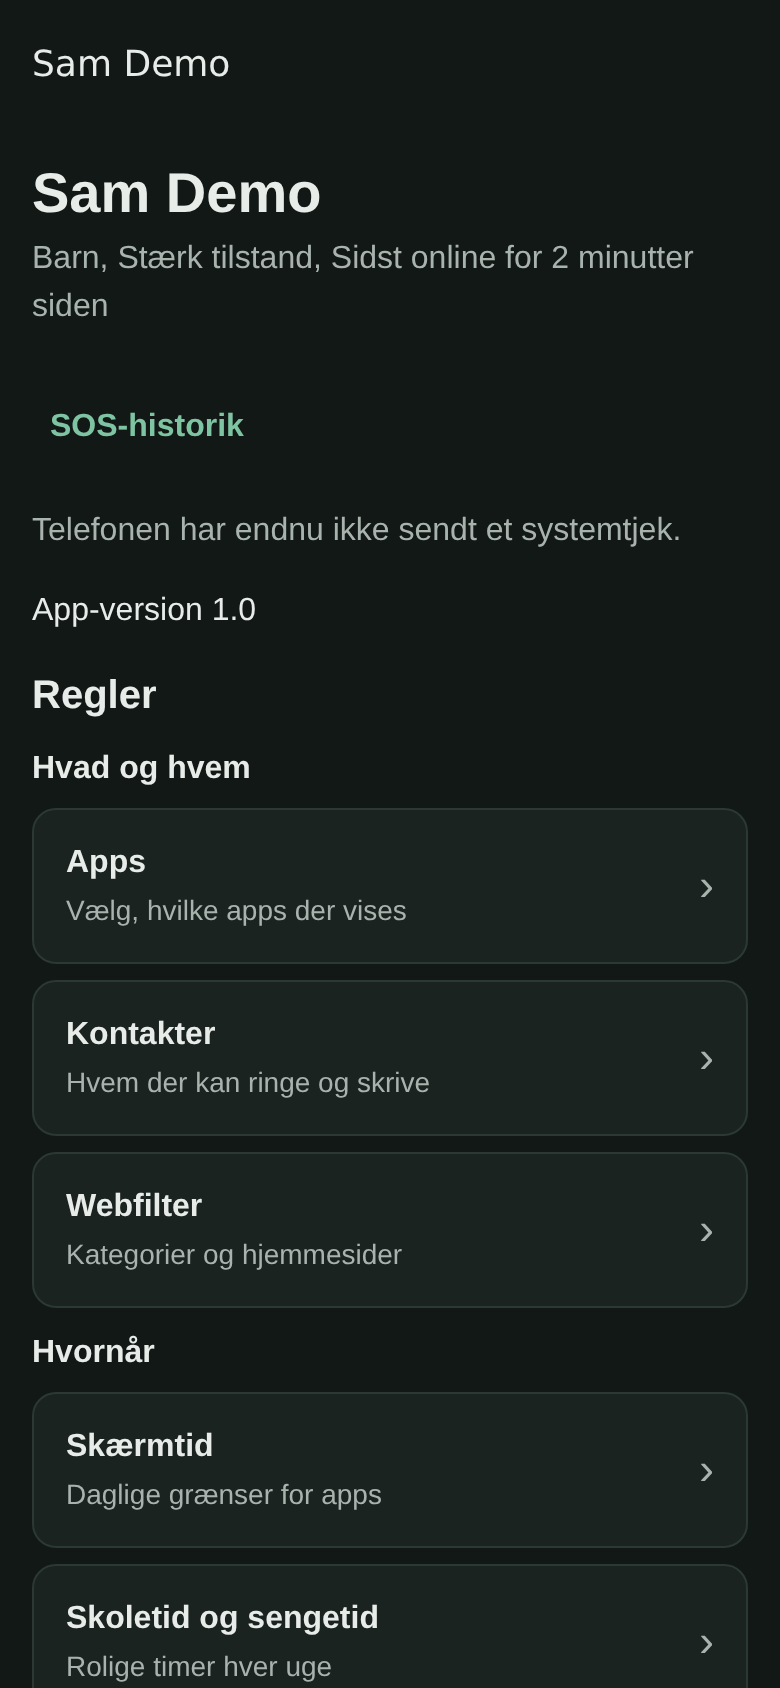 Sam Demo
Sam Demo
Barn, Stærk tilstand, Sidst online for 2 minutter
siden
SOS-historik
Telefonen har endnu ikke sendt et systemtjek.
App-version 1.0
Regler
Hvad og hvem
Apps
Vælg, hvilke apps der vises
Kontakter
Hvem der kan ringe og skrive
Webfilter
Kategorier og hjemmesider
Hvornår
Skærmtid
Daglige grænser for apps
Skoletid og sengetid
Rolige timer hver uge